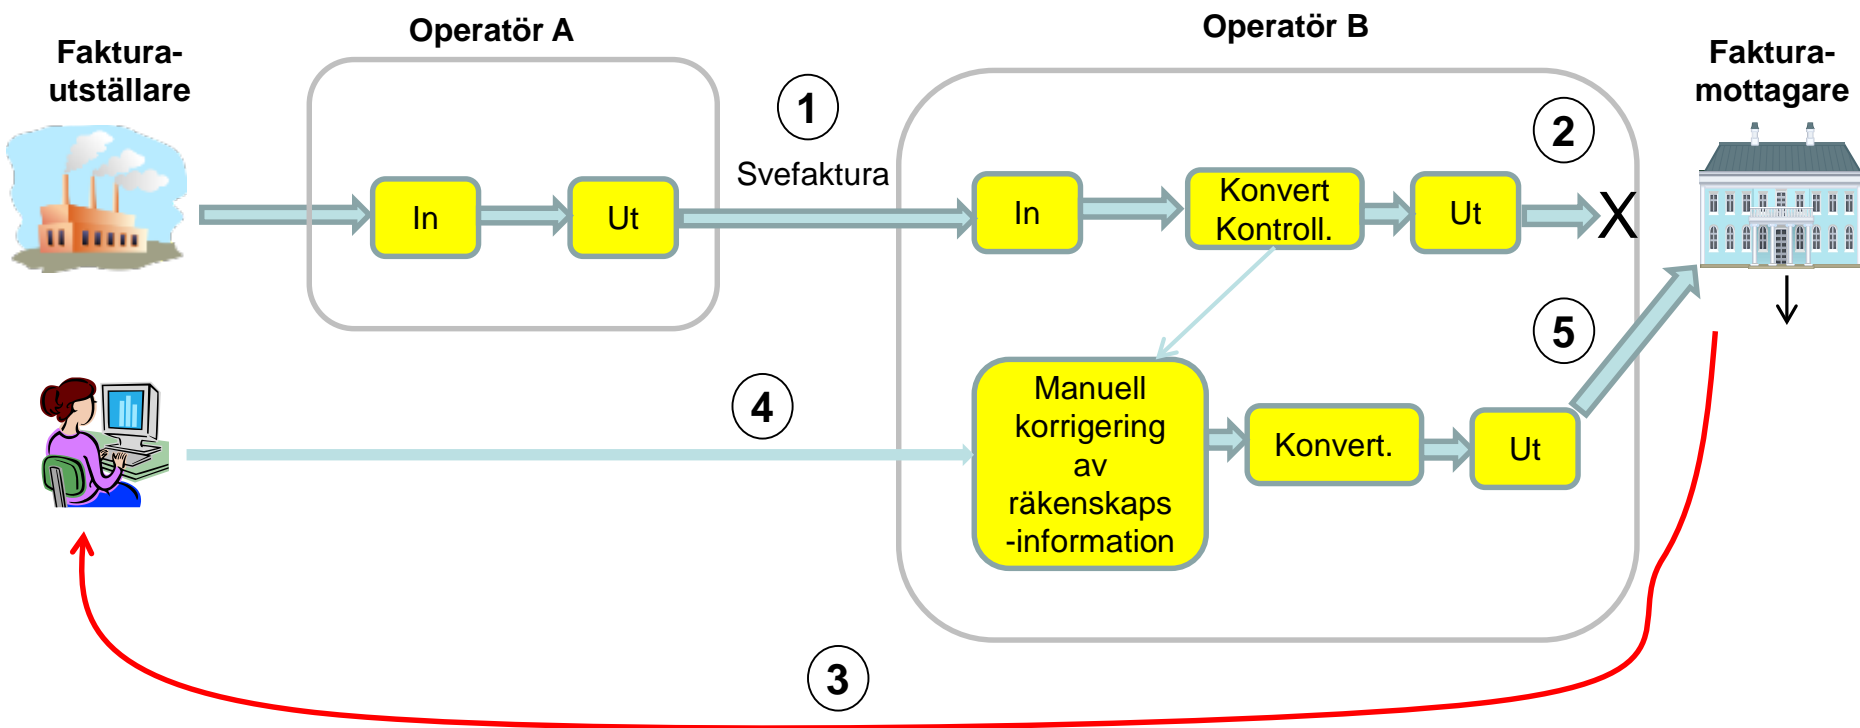 Operatör A
Operatör B
Faktura-
utställare
Faktura-
mottagare
1
2
Svefaktura
In
Ut
In
Konvert
Kontroll.
Ut
X
5
4
Manuell
korrigering
av
räkenskaps
-information
Konvert.
Ut
3